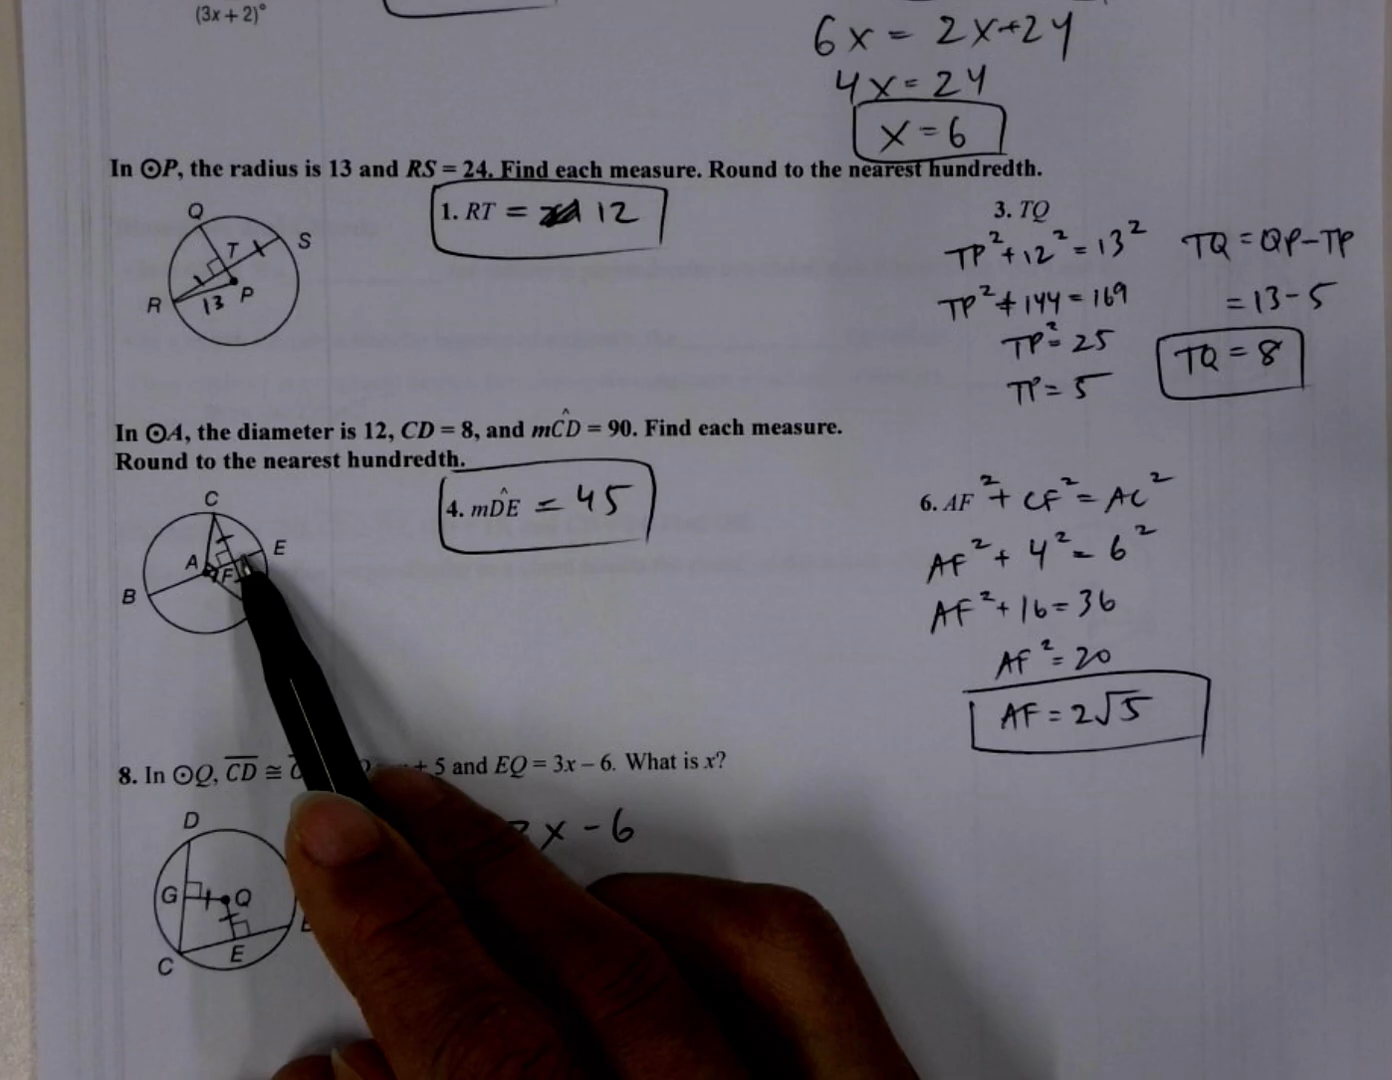 (3x + 2)°
6x = 2x+24
4x = 24
x = 6
In ⊙P, the radius is 13 and RS = 24. Find each measure. Round to the nearest hundredth.
Q
S
T
R
13
P
1. RT = 12
3. TQ
TP² + 12² = 13²
TP² + 144 = 169
TP² = 25
TP = 5
TQ = QP - TP
= 13 - 5
TQ = 8
In ⊙A, the diameter is 12, CD = 8, and mĈD = 90. Find each measure.
Round to the nearest hundredth.
C
E
A
F
B
4. mD̂E = 45
6. AF² + CF² = AC²
AF² + 4² = 6²
AF² + 16 = 36
AF² = 20
AF = 2√5
8. In ⊙Q, CD ≅ + 5 and EQ = 3x – 6. What is x?
x - 6
D
G
Q
E
C